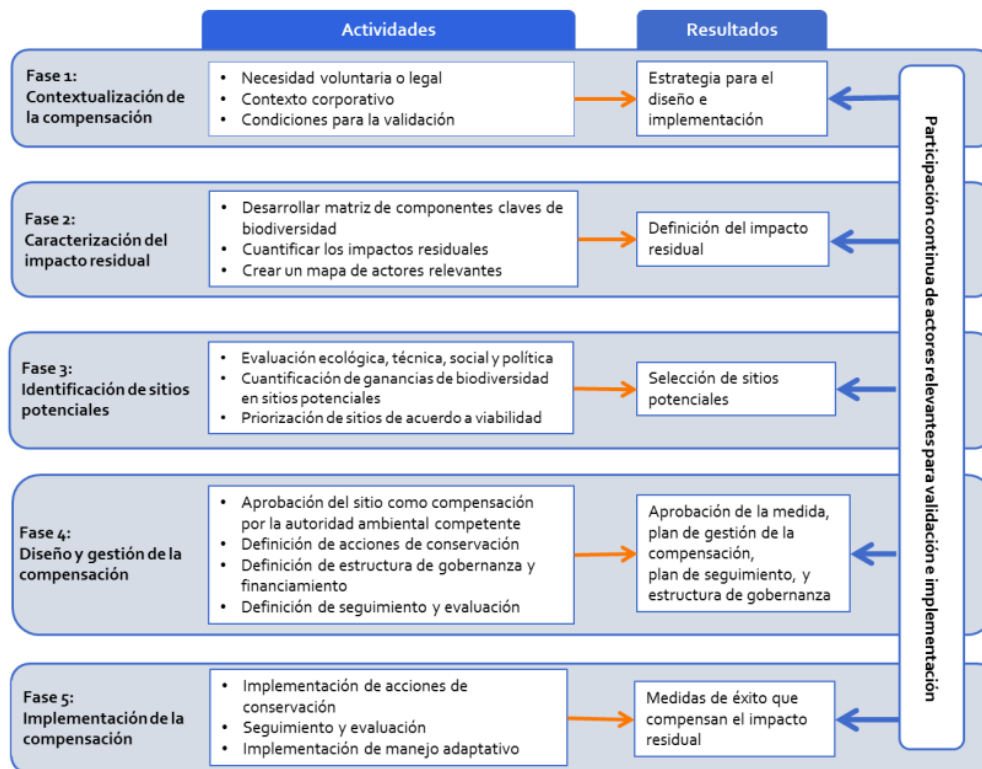 Actividades
Resultados
Fase 1:
Contextualización de
la compensación
• Necesidad voluntaria o legal
• Contexto corporativo
• Condiciones para la validación
Estrategia para el
diseño e
implementación
Fase 2:
Caracterización del
impacto residual
• Desarrollar matriz de componentes claves de
biodiversidad
• Cuantificar los impactos residuales
• Crear un mapa de actores relevantes
Definición del impacto
residual
Fase 3:
Identificación de sitios
potenciales
• Evaluación ecológica, técnica, social y política
• Cuantificación de ganancias de biodiversidad
en sitios potenciales
• Priorización de sitios de acuerdo a viabilidad
Selección de sitios
potenciales
Fase 4:
Diseño y gestión de la
compensación
• Aprobación del sitio como compensación
por la autoridad ambiental competente
• Definición de acciones de conservación
• Definición de estructura de gobernanza y
financiamiento
• Definición de seguimiento y evaluación
Aprobación de la medida,
plan de gestión de la
compensación,
plan de seguimiento, y
estructura de gobernanza
Fase 5:
Implementación de la
compensación
• Implementación de acciones de
conservación
• Seguimiento y evaluación
• Implementación de manejo adaptativo
Medidas de éxito que
compensan el impacto
residual
Participación continua de actores relevantes para validación e implementación